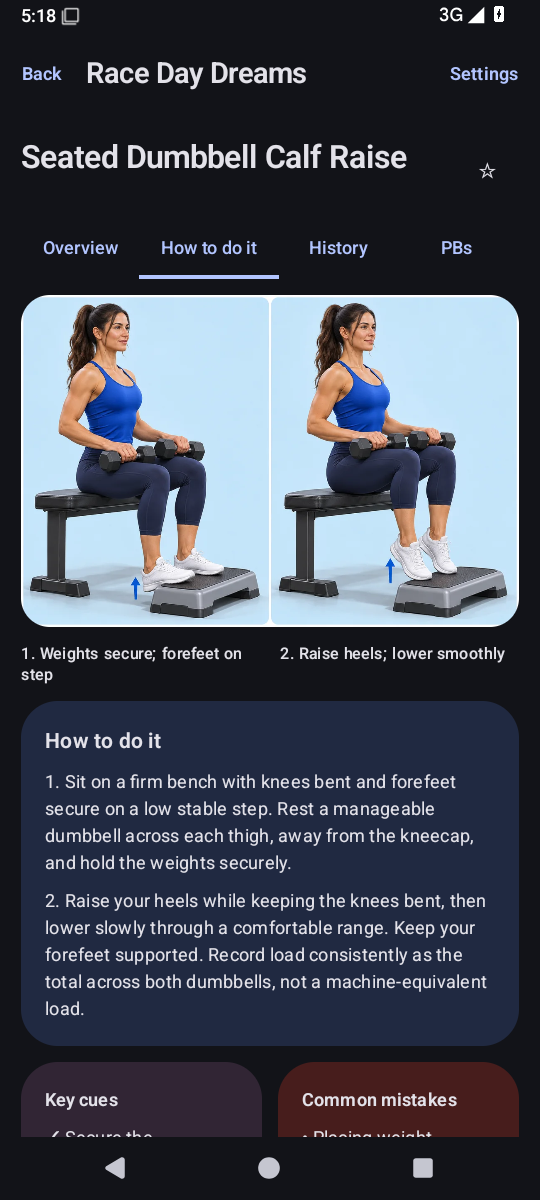 5:18
3G
Back
Race Day Dreams
Settings
Seated Dumbbell Calf Raise
Overview
How to do it
History
PBs
1. Weights secure; forefeet on
step
2. Raise heels; lower smoothly
How to do it
1. Sit on a firm bench with knees bent and forefeet
secure on a low stable step. Rest a manageable
dumbbell across each thigh, away from the kneecap,
and hold the weights securely.
2. Raise your heels while keeping the knees bent, then
lower slowly through a comfortable range. Keep your
forefeet supported. Record load consistently as the
total across both dumbbells, not a machine-equivalent
load.
Key cues
✓ Secure the
Common mistakes
• Placing weight